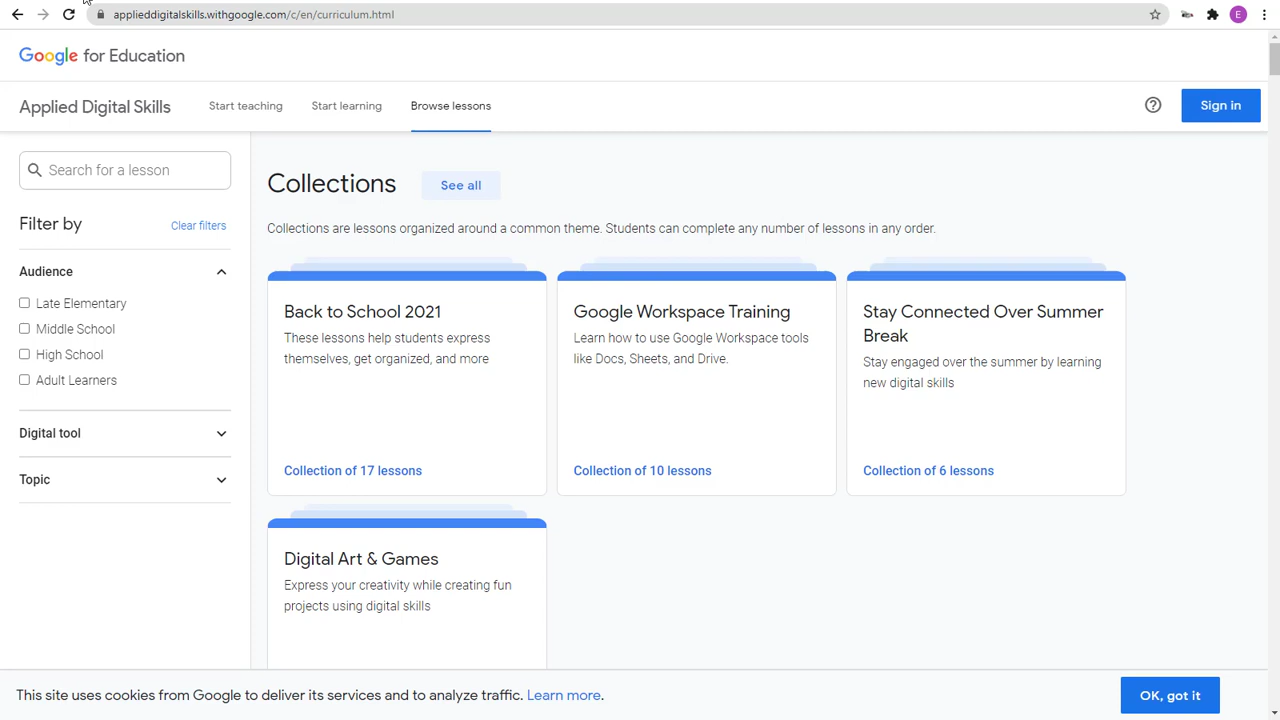 applieddigitalskills.withgoogle.com/c/en/curriculum.html
E
Google for Education
Applied Digital Skills
Start teaching
Start learning
Browse lessons
Sign in
Search for a lesson
Filter by
Clear filters
Audience
Late Elementary
Middle School
High School
Adult Learners
Digital tool
Topic
Collections
See all
Collections are lessons organized around a common theme. Students can complete any number of lessons in any order.
Back to School 2021
These lessons help students express
themselves, get organized, and more
Collection of 17 lessons
Google Workspace Training
Learn how to use Google Workspace tools
like Docs, Sheets, and Drive.
Collection of 10 lessons
Stay Connected Over Summer
Break
Stay engaged over the summer by learning
new digital skills
Collection of 6 lessons
Digital Art & Games
Express your creativity while creating fun
projects using digital skills
This site uses cookies from Google to deliver its services and to analyze traffic. Learn more.
OK, got it